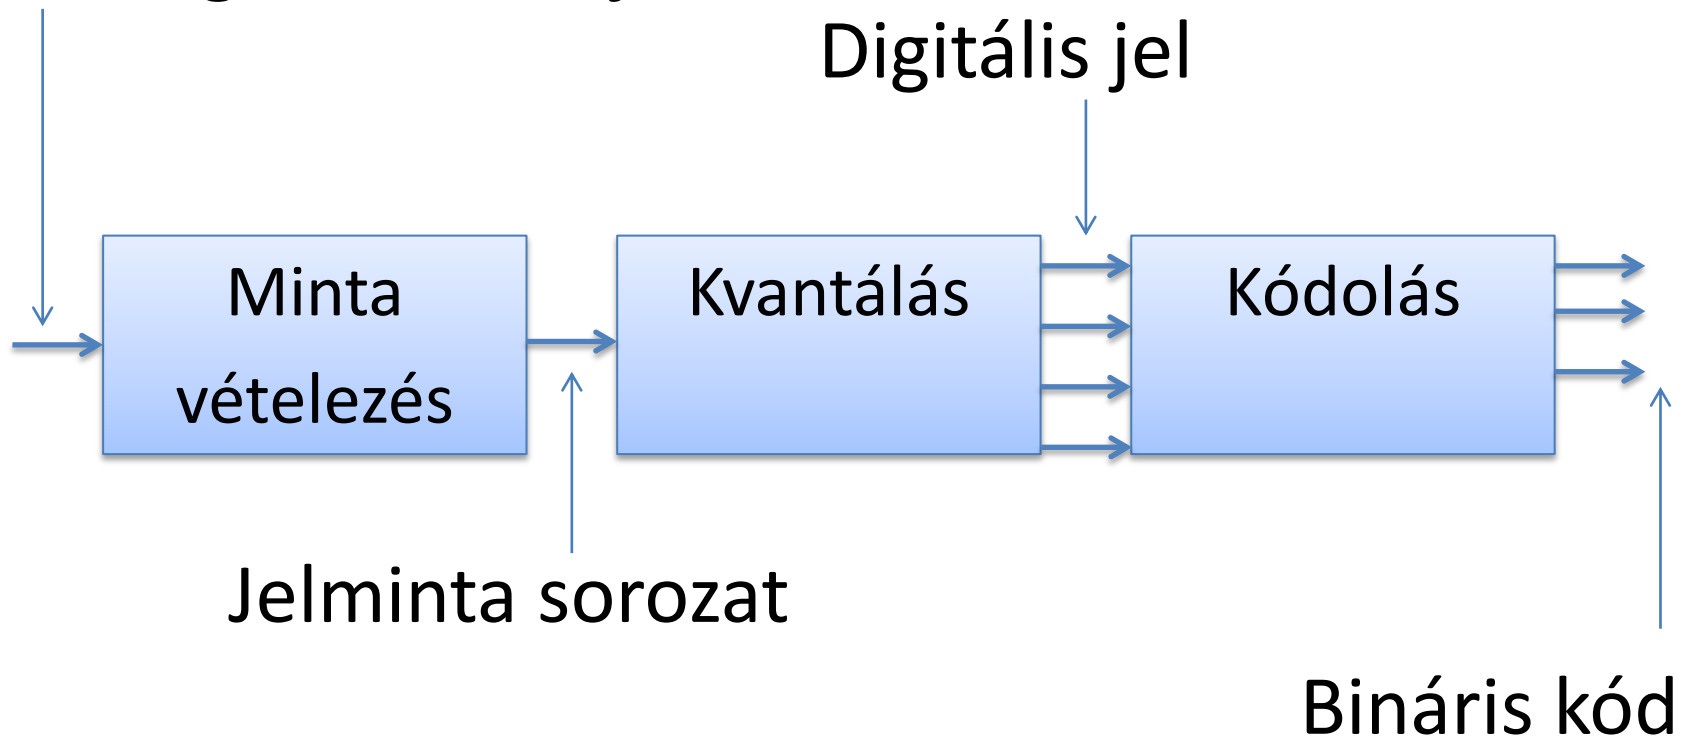 Digitális jel
Minta
vételezés
Kvantálás
Kódolás
Jelminta sorozat
Bináris kód